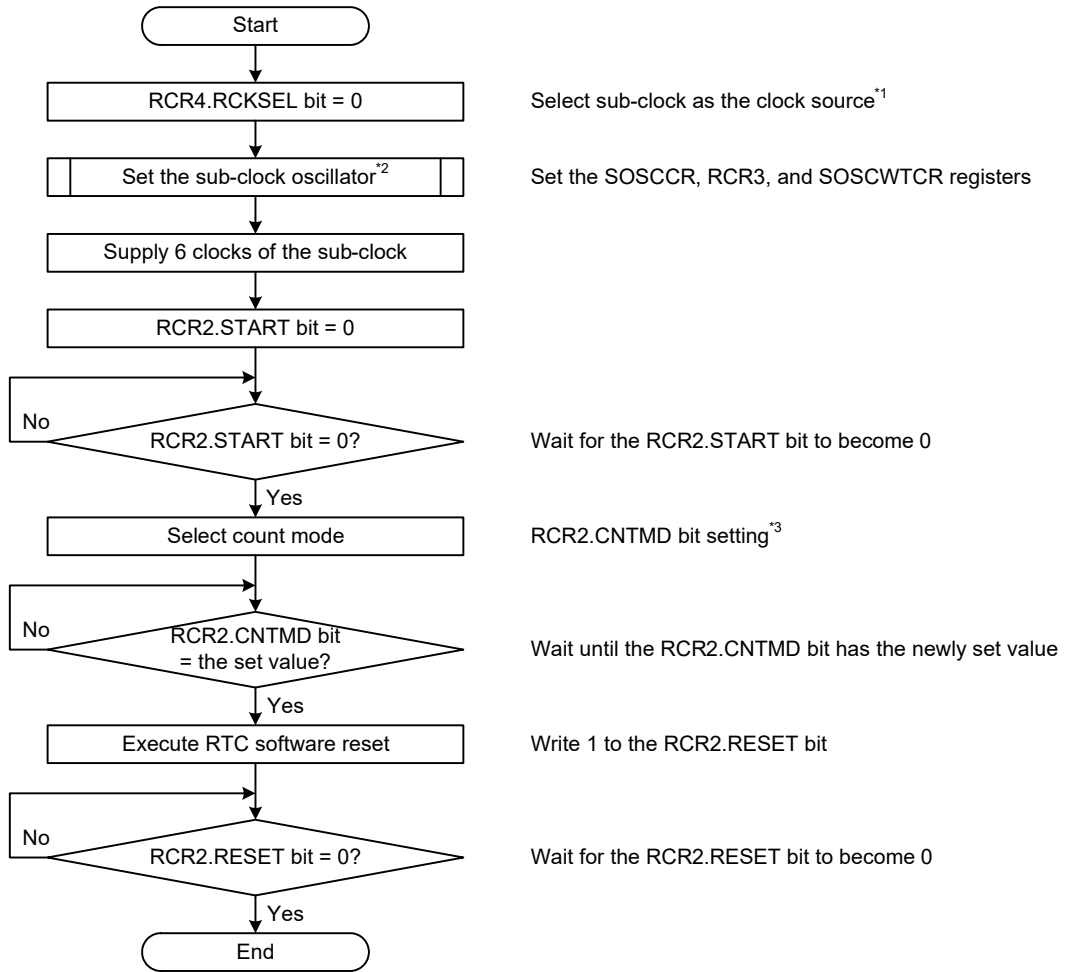 Start
RCR4.RCKSEL bit = 0
Select sub-clock as the clock source*1
Set the sub-clock oscillator*2
Set the SOSCCR, RCR3, and SOSCWTCR registers
Supply 6 clocks of the sub-clock
RCR2.START bit = 0
No
RCR2.START bit = 0?
Wait for the RCR2.START bit to become 0
Yes
Select count mode
RCR2.CNTMD bit setting*3
No
RCR2.CNTMD bit
= the set value?
Wait until the RCR2.CNTMD bit has the newly set value
Yes
Execute RTC software reset
Write 1 to the RCR2.RESET bit
No
RCR2.RESET bit = 0?
Wait for the RCR2.RESET bit to become 0
Yes
End